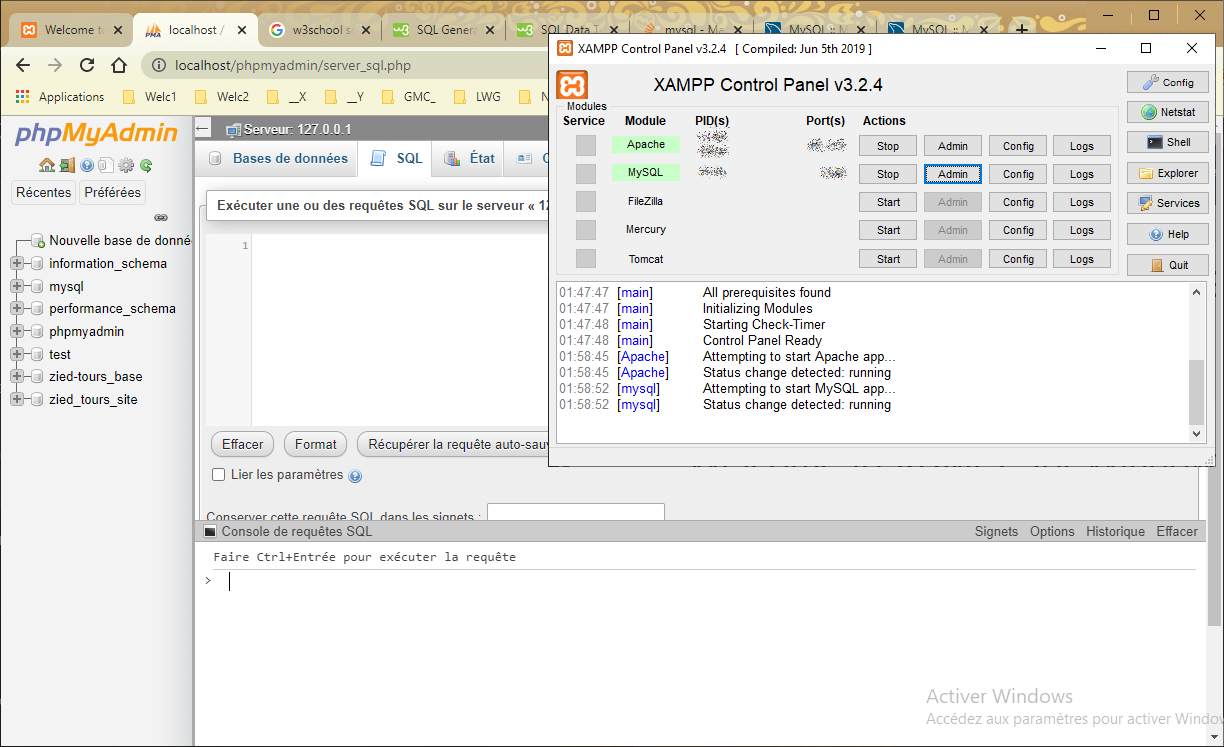 Welcome to
localhost /
w3school s
SQL Genera
SQL Data T
mysql - Ma
MySQL :: M
MySQL :: M
localhost/phpmyadmin/server_sql.php
Applications
Welc1
Welc2
__X
__Y
GMC_
LWG
phpMyAdmin
Récentes
Préférées
Nouvelle base de donné
information_schema
mysql
performance_schema
phpmyadmin
test
zied-tours_base
zied_tours_site
Serveur: 127.0.0.1
Bases de données
SQL
État
Exécuter une ou des requêtes SQL sur le serveur « 12
1
Effacer
Format
Récupérer la requête auto-sauv
Lier les paramètres
Conserver cette requête SQL dans les signets :
Console de requêtes SQL
Signets
Options
Historique
Effacer
Faire Ctrl+Entrée pour exécuter la requête
>
XAMPP Control Panel v3.2.4 [ Compiled: Jun 5th 2019 ]
XAMPP Control Panel v3.2.4
Modules
Service Module PID(s) Port(s) Actions
Apache Stop Admin Config Logs
MySQL Stop Admin Config Logs
FileZilla Start Admin Config Logs
Mercury Start Admin Config Logs
Tomcat Start Admin Config Logs
Config
Netstat
Shell
Explorer
Services
Help
Quit
01:47:47 [main] All prerequisites found
01:47:47 [main] Initializing Modules
01:47:48 [main] Starting Check-Timer
01:47:48 [main] Control Panel Ready
01:58:45 [Apache] Attempting to start Apache app...
01:58:45 [Apache] Status change detected: running
01:58:52 [mysql] Attempting to start MySQL app...
01:58:52 [mysql] Status change detected: running
Activer Windows
Accédez aux paramètres pour activer Window